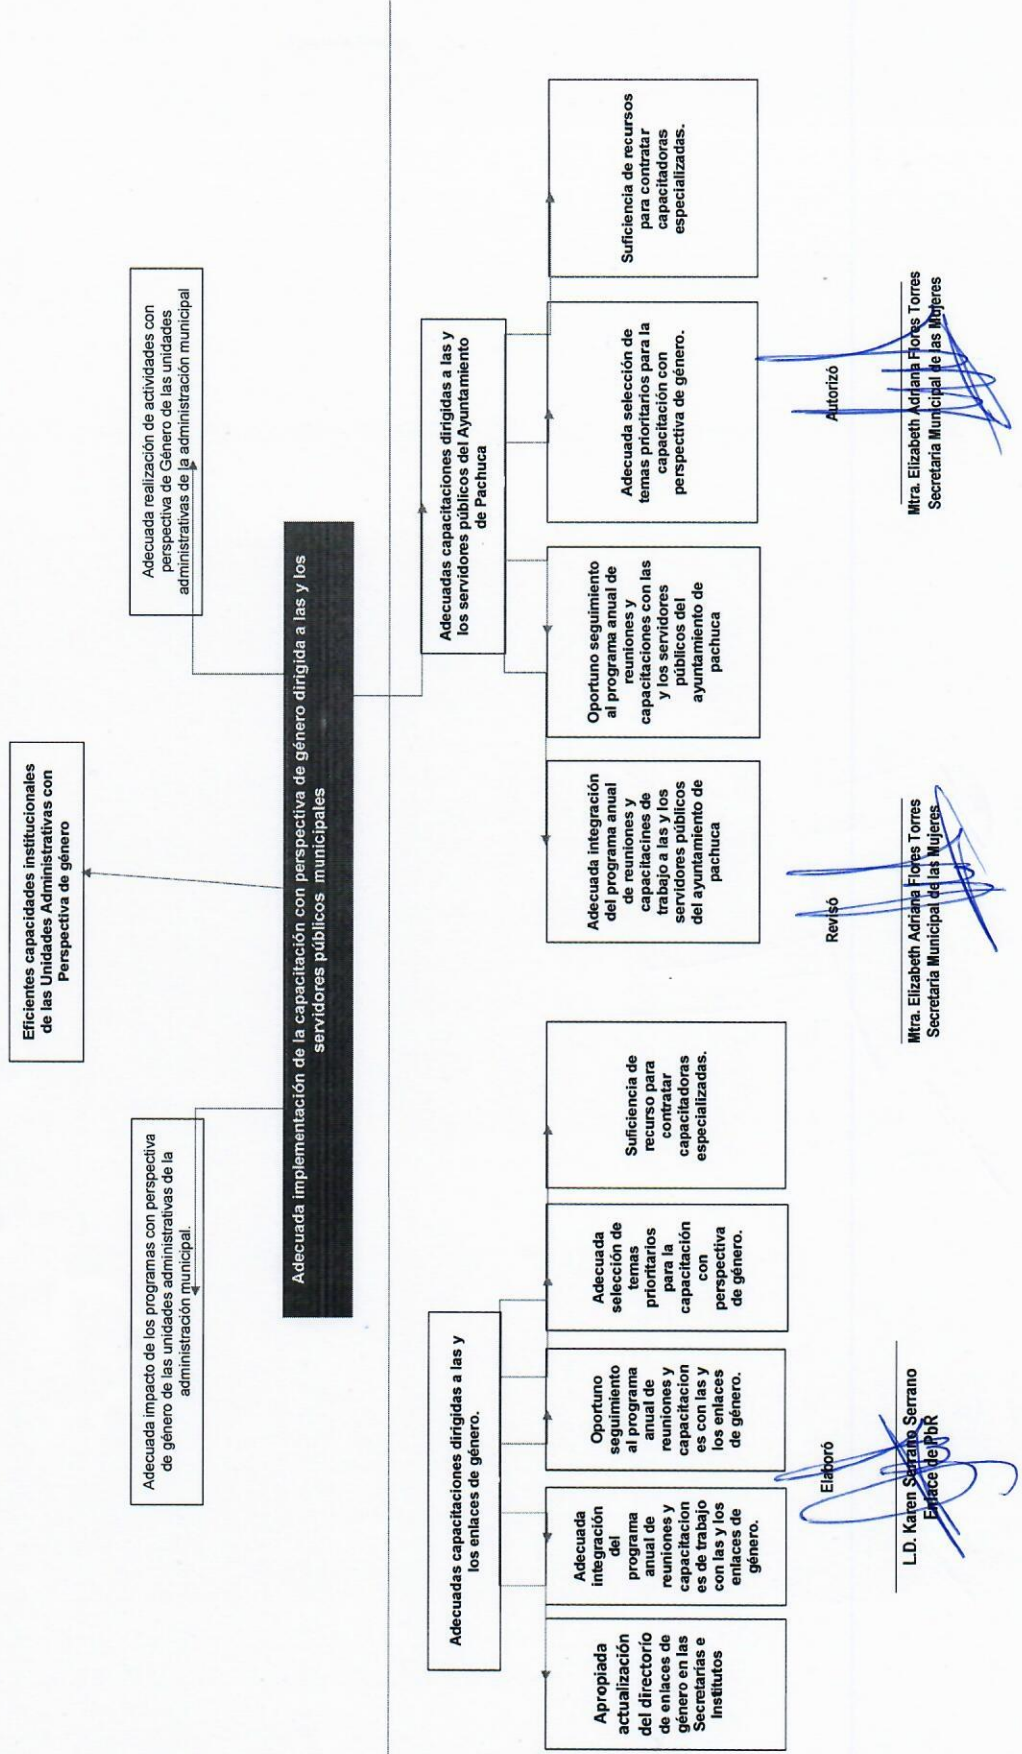 Eficientes capacidades institucionales
de las Unidades Administrativas con
Perspectiva de género
Adecuada impacto de los programas con perspectiva
de género de las unidades administrativas de la
administración municipal.
Adecuada realización de actividades con
perspectiva de Género de las unidades
administrativas de la administración municipal
Adecuada implementación de la capacitación con perspectiva de género dirigida a las y los
servidores públicos municipales
Adecuadas capacitaciones dirigidas a las y
los enlaces de género.
Adecuadas capacitaciones dirigidas a las y
los servidores públicos del Ayuntamiento
de Pachuca
Apropiada
actualización
del directorio
de enlaces de
género en las
Secretarías e
Institutos
Adecuada
integración
del
programa
anual de
reuniones y
capacitacion
es de trabajo
con las y los
enlaces de
género.
Oportuno
seguimiento
al programa
anual de
reuniones y
capacitacion
es con las y
los enlaces
de género.
Adecuada
selección de
temas
prioritarios
para la
capacitación
con
perspectiva
de género.
Suficiencia de
recurso para
contratar
capacitadoras
especializadas.
Adecuada integración
del programa anual
de reuniones y
capacitacines de
trabajo a las y los
servidores públicos
del ayuntamiento de
pachuca
Oportuno seguimiento
al programa anual de
reuniones y
capacitaciones con las
y los servidores
públicos del
ayuntamiento de
pachuca
Adecuada selección de
temas prioritarios para la
capacitación con
perspectiva de género.
Suficiencia de recursos
para contratar
capacitadoras
especializadas.
Elaboró
L.D. Karen Serrano Serrano
Enlace de PbR
Revisó
Mtra. Elizabeth Adriana Flores Torres
Secretaria Municipal de las Mujeres
Autorizó
Mtra. Elizabeth Adriana Flores Torres
Secretaria Municipal de las Mujeres